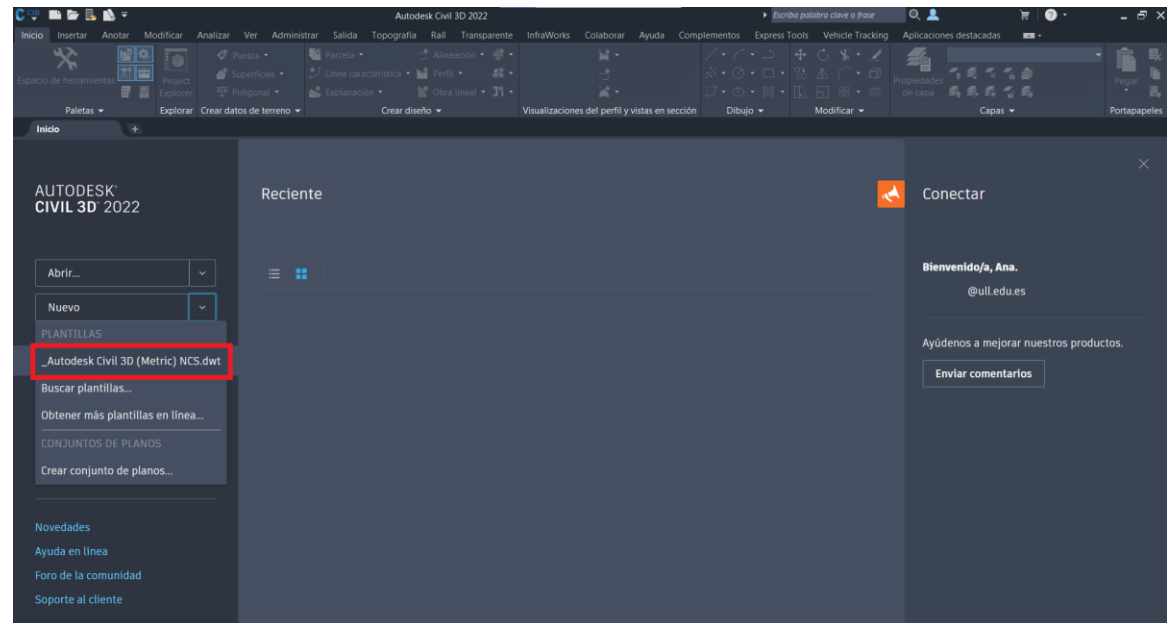 Autodesk Civil 3D 2022
Escriba palabra clave o frase
Inicio Insertar Anotar Modificar Analizar Ver Administrar Salida Topografía Rail Transparente InfraWorks Colaborar Ayuda Complementos Express Tools Vehicle Tracking Aplicaciones destacadas
Espacio de herramientas
Project Explorer
Puntos
Superficies
Poligonal
Parcela
Línea característica
Explanación
Alineación
Perfil
Obra lineal
Propiedades de capa
Pegar
Paletas Explorar Crear datos de terreno Crear diseño Visualizaciones del perfil y vistas en sección Dibujo Modificar Capas Portapapeles
Inicio
AUTODESK®
CIVIL 3D® 2022
Abrir...
Nuevo
PLANTILLAS
_Autodesk Civil 3D (Metric) NCS.dwt
Buscar plantillas...
Obtener más plantillas en línea...
CONJUNTOS DE PLANOS
Crear conjunto de planos...
Novedades
Ayuda en línea
Foro de la comunidad
Soporte al cliente
Reciente
Conectar
Bienvenido/a, Ana.
@ull.edu.es
Ayúdenos a mejorar nuestros productos.
Enviar comentarios